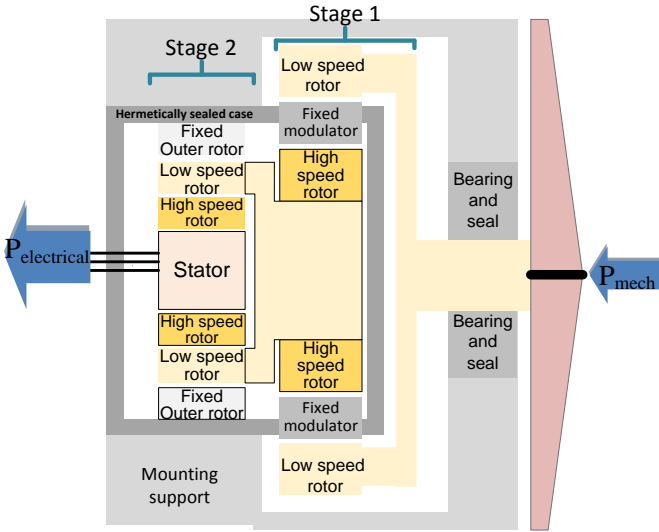 Stage 1
Stage 2
Low speed
rotor
Hermetically sealed case
Fixed
modulator
Fixed
Outer rotor
Low speed
rotor
High speed
rotor
High
speed
rotor
Bearing
and
seal
P electrical
Stator
P mech
High speed
rotor
Low speed
rotor
Fixed
Outer rotor
High
speed
rotor
Bearing
and
seal
Fixed
modulator
Mounting
support
Low speed
rotor